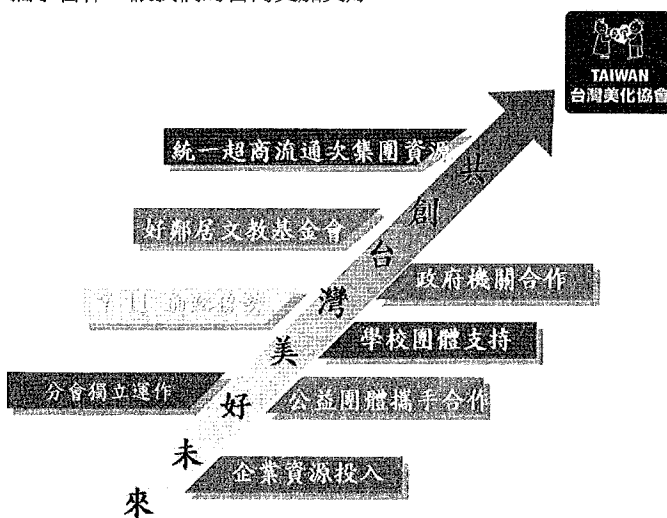 TAIWAN
台灣美化協會
統一超商流通次集團資源
好鄰居文教基金會
政府機關合作
學校團體支持
分會獨立運作
公益團體攜手合作
企業資源投入
共創台灣美好未來